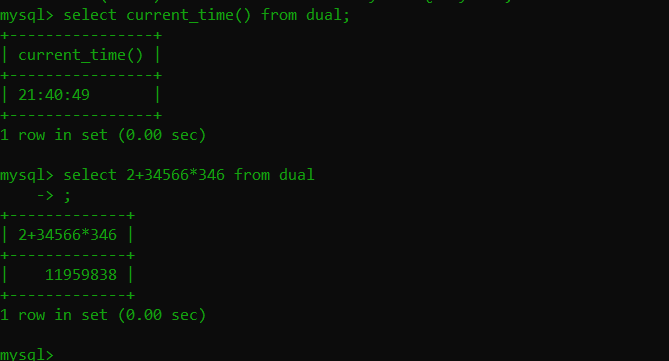 mysql> select current_time() from dual;
+----------------+
| current_time() |
+----------------+
| 21:40:49       |
+----------------+
1 row in set (0.00 sec)

mysql> select 2+34566*346 from dual
    -> ;
+-------------+
| 2+34566*346 |
+-------------+
|    11959838 |
+-------------+
1 row in set (0.00 sec)

mysql>